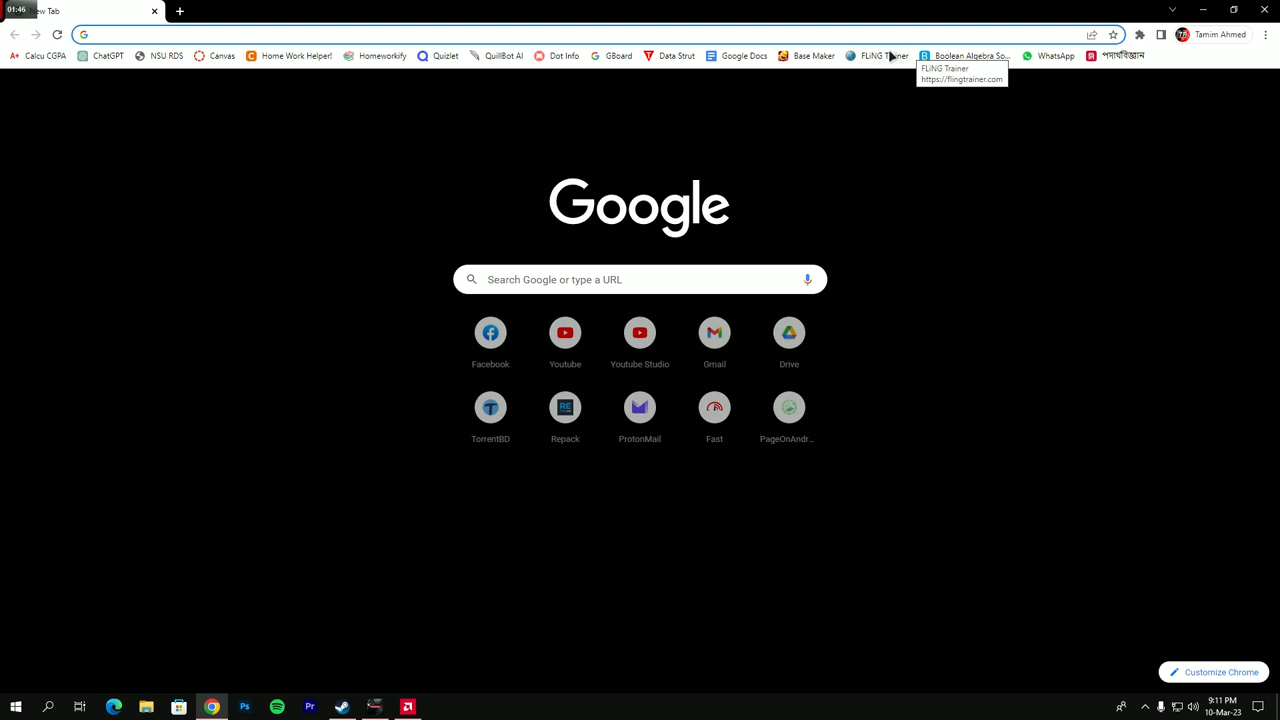 01:46
New Tab
Tamim Ahmed
Calcu CGPA
ChatGPT
NSU RDS
Canvas
Home Work Helper!
Homeworkify
Quizlet
QuillBot AI
Dot Info
GBoard
Data Strut
Google Docs
Base Maker
FLiNG Trainer
Boolean Algebra So...
WhatsApp
পদার্থবিজ্ঞান
FLiNG Trainer
https://flingtrainer.com
Google
Search Google or type a URL
Facebook
Youtube
Youtube Studio
Gmail
Drive
TorrentBD
Repack
ProtonMail
Fast
PageOnAndr...
Customize Chrome
9:11 PM
10-Mar-23